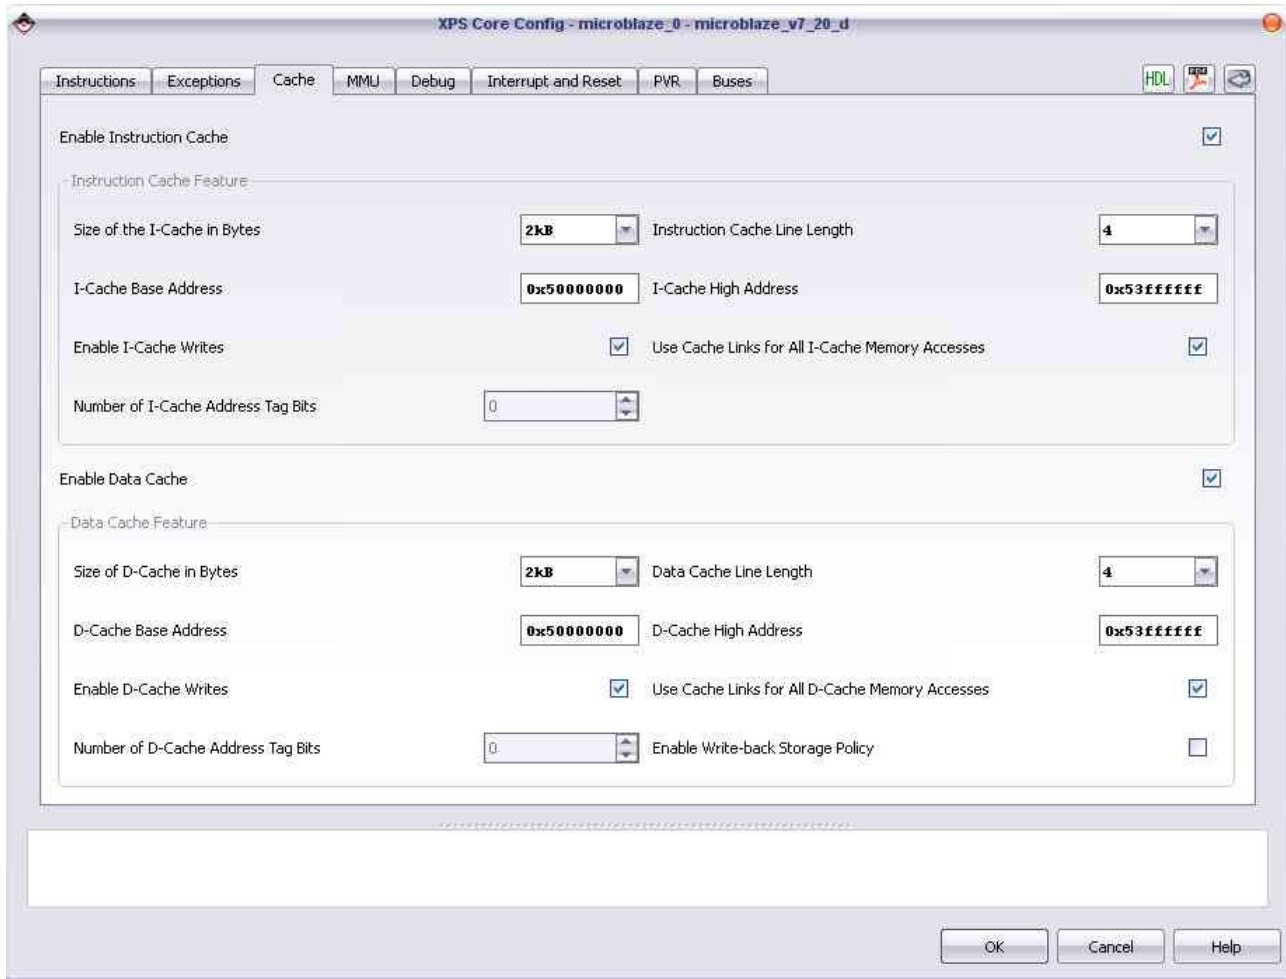 XPS Core Config - microblaze_0 - microblaze_v7_20_d
Instructions Exceptions Cache MMU Debug Interrupt and Reset PVR Buses HDL
Enable Instruction Cache
Instruction Cache Feature
Size of the I-Cache in Bytes 2kB Instruction Cache Line Length 4
I-Cache Base Address 0x50000000 I-Cache High Address 0x53ffffff
Enable I-Cache Writes Use Cache Links for All I-Cache Memory Accesses
Number of I-Cache Address Tag Bits 0
Enable Data Cache
Data Cache Feature
Size of D-Cache in Bytes 2kB Data Cache Line Length 4
D-Cache Base Address 0x50000000 D-Cache High Address 0x53ffffff
Enable D-Cache Writes Use Cache Links for All D-Cache Memory Accesses
Number of D-Cache Address Tag Bits 0 Enable Write-back Storage Policy
OK Cancel Help